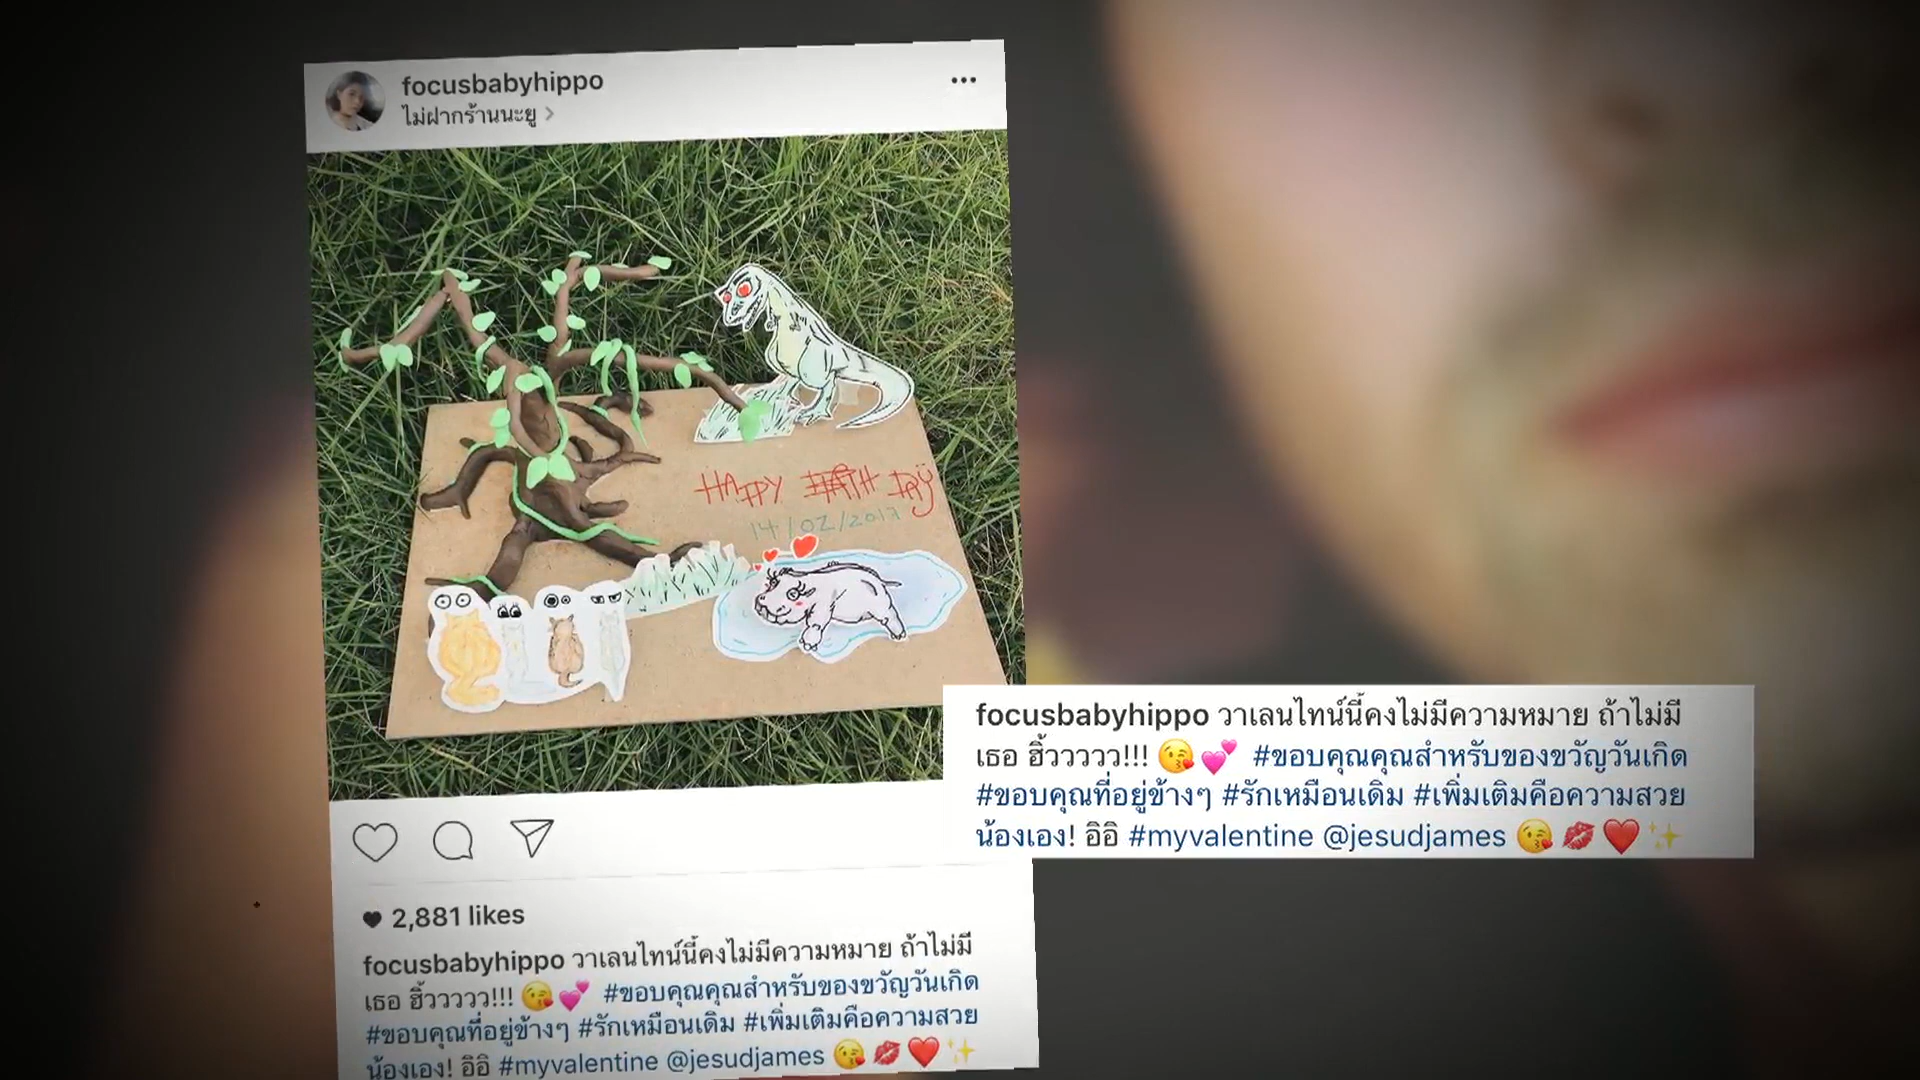 focusbabyhippo
ไม่ฝากร้านนะยู >
HAPPY BIRTH DAY
14/02/2017
2,881 likes
focusbabyhippo วาเลนไทน์นี้คงไม่มีความหมาย ถ้าไม่มี
เธอ ฮิ้ววววว!!! 😘💕 #ขอบคุณคุณสำหรับของขวัญวันเกิด
#ขอบคุณที่อยู่ข้างๆ #รักเหมือนเดิม #เพิ่มเติมคือความสวย
น้องเอง! อิอิ #myvalentine @jesudjames 😘💋❤️✨
focusbabyhippo วาเลนไทน์นี้คงไม่มีความหมาย ถ้าไม่มี
เธอ ฮิ้ววววว!!! 😘💕 #ขอบคุณคุณสำหรับของขวัญวันเกิด
#ขอบคุณที่อยู่ข้างๆ #รักเหมือนเดิม #เพิ่มเติมคือความสวย
น้องเอง! อิอิ #myvalentine @jesudjames 😘💋❤️✨